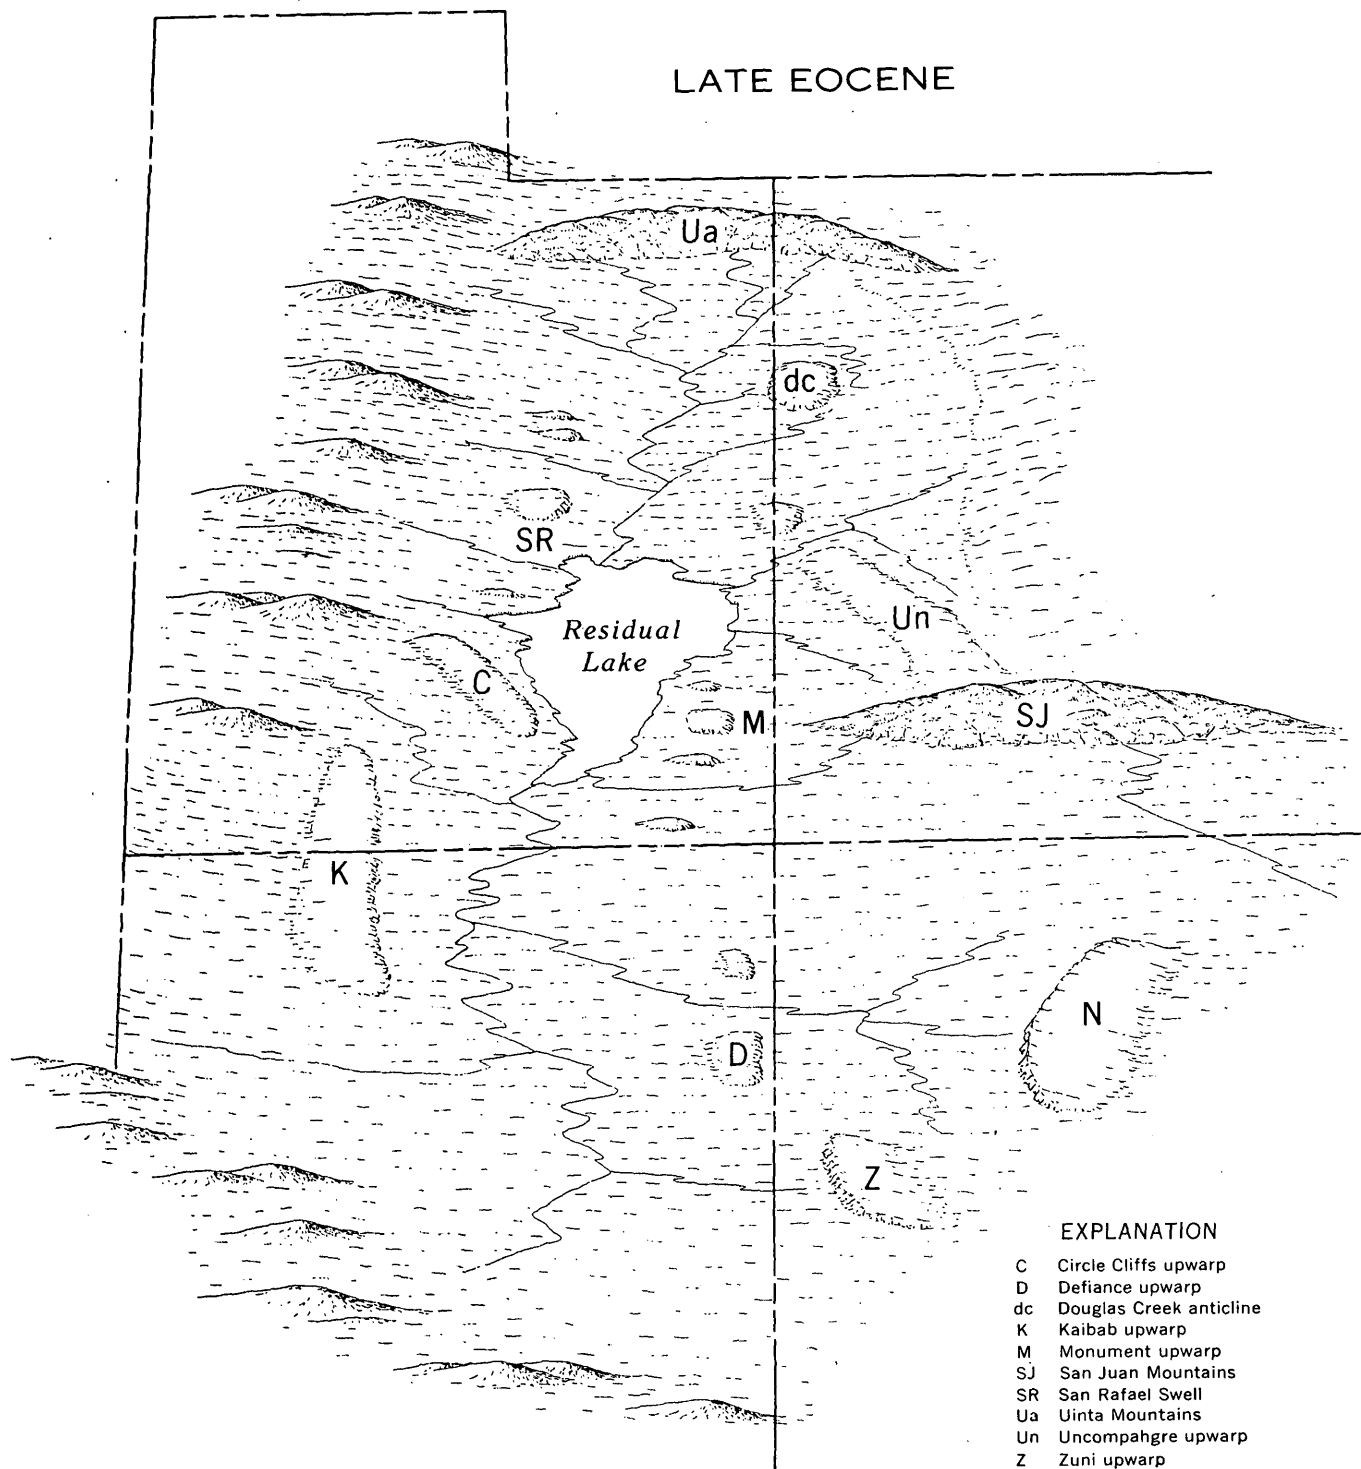 LATE EOCENE
Ua
dc
SR
Un
Residual
Lake
C
M
SJ
K
N
D
Z
EXPLANATION
C Circle Cliffs upwarp
D Defiance upwarp
dc Douglas Creek anticline
K Kaibab upwarp
M Monument upwarp
SJ San Juan Mountains
SR San Rafael Swell
Ua Uinta Mountains
Un Uncompahgre upwarp
Z Zuni upwarp